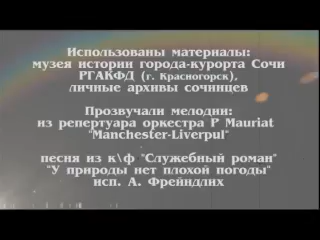 Использованы материалы:
музея истории города-курорта Сочи
РГАКФД (г. Красногорск),
личные архивы сочинцев
Прозвучали мелодии:
из репертуара оркестра P Mauriat
"Manchester-Liverpul"
песня из к\ф "Служебный роман"
"У природы нет плохой погоды"
исп. А. Фрейндлих